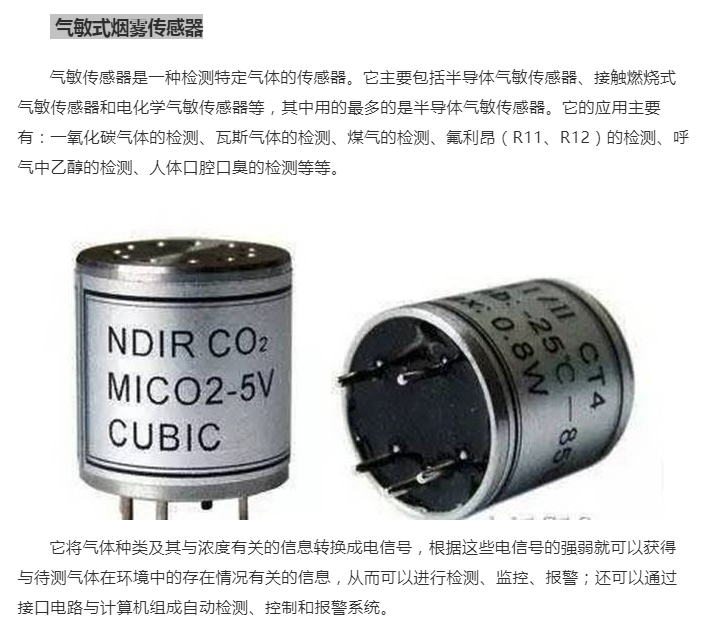 气敏式烟雾传感器
气敏传感器是一种检测特定气体的传感器。它主要包括半导体气敏传感器、接触燃烧式
气敏传感器和电化学气敏传感器等，其中用的最多的是半导体气敏传感器。它的应用主要
有：一氧化碳气体的检测、瓦斯气体的检测、煤气的检测、氟利昂（R11、R12）的检测、呼
气中乙醇的检测、人体口腔口臭的检测等等。
NDIR CO₂
MICO2-5V
CUBIC
CT4
-25℃—85
: 0.8W
它将气体种类及其与浓度有关的信息转换成电信号，根据这些电信号的强弱就可以获得
与待测气体在环境中的存在情况有关的信息，从而可以进行检测、监控、报警；还可以通过
接口电路与计算机组成自动检测、控制和报警系统。